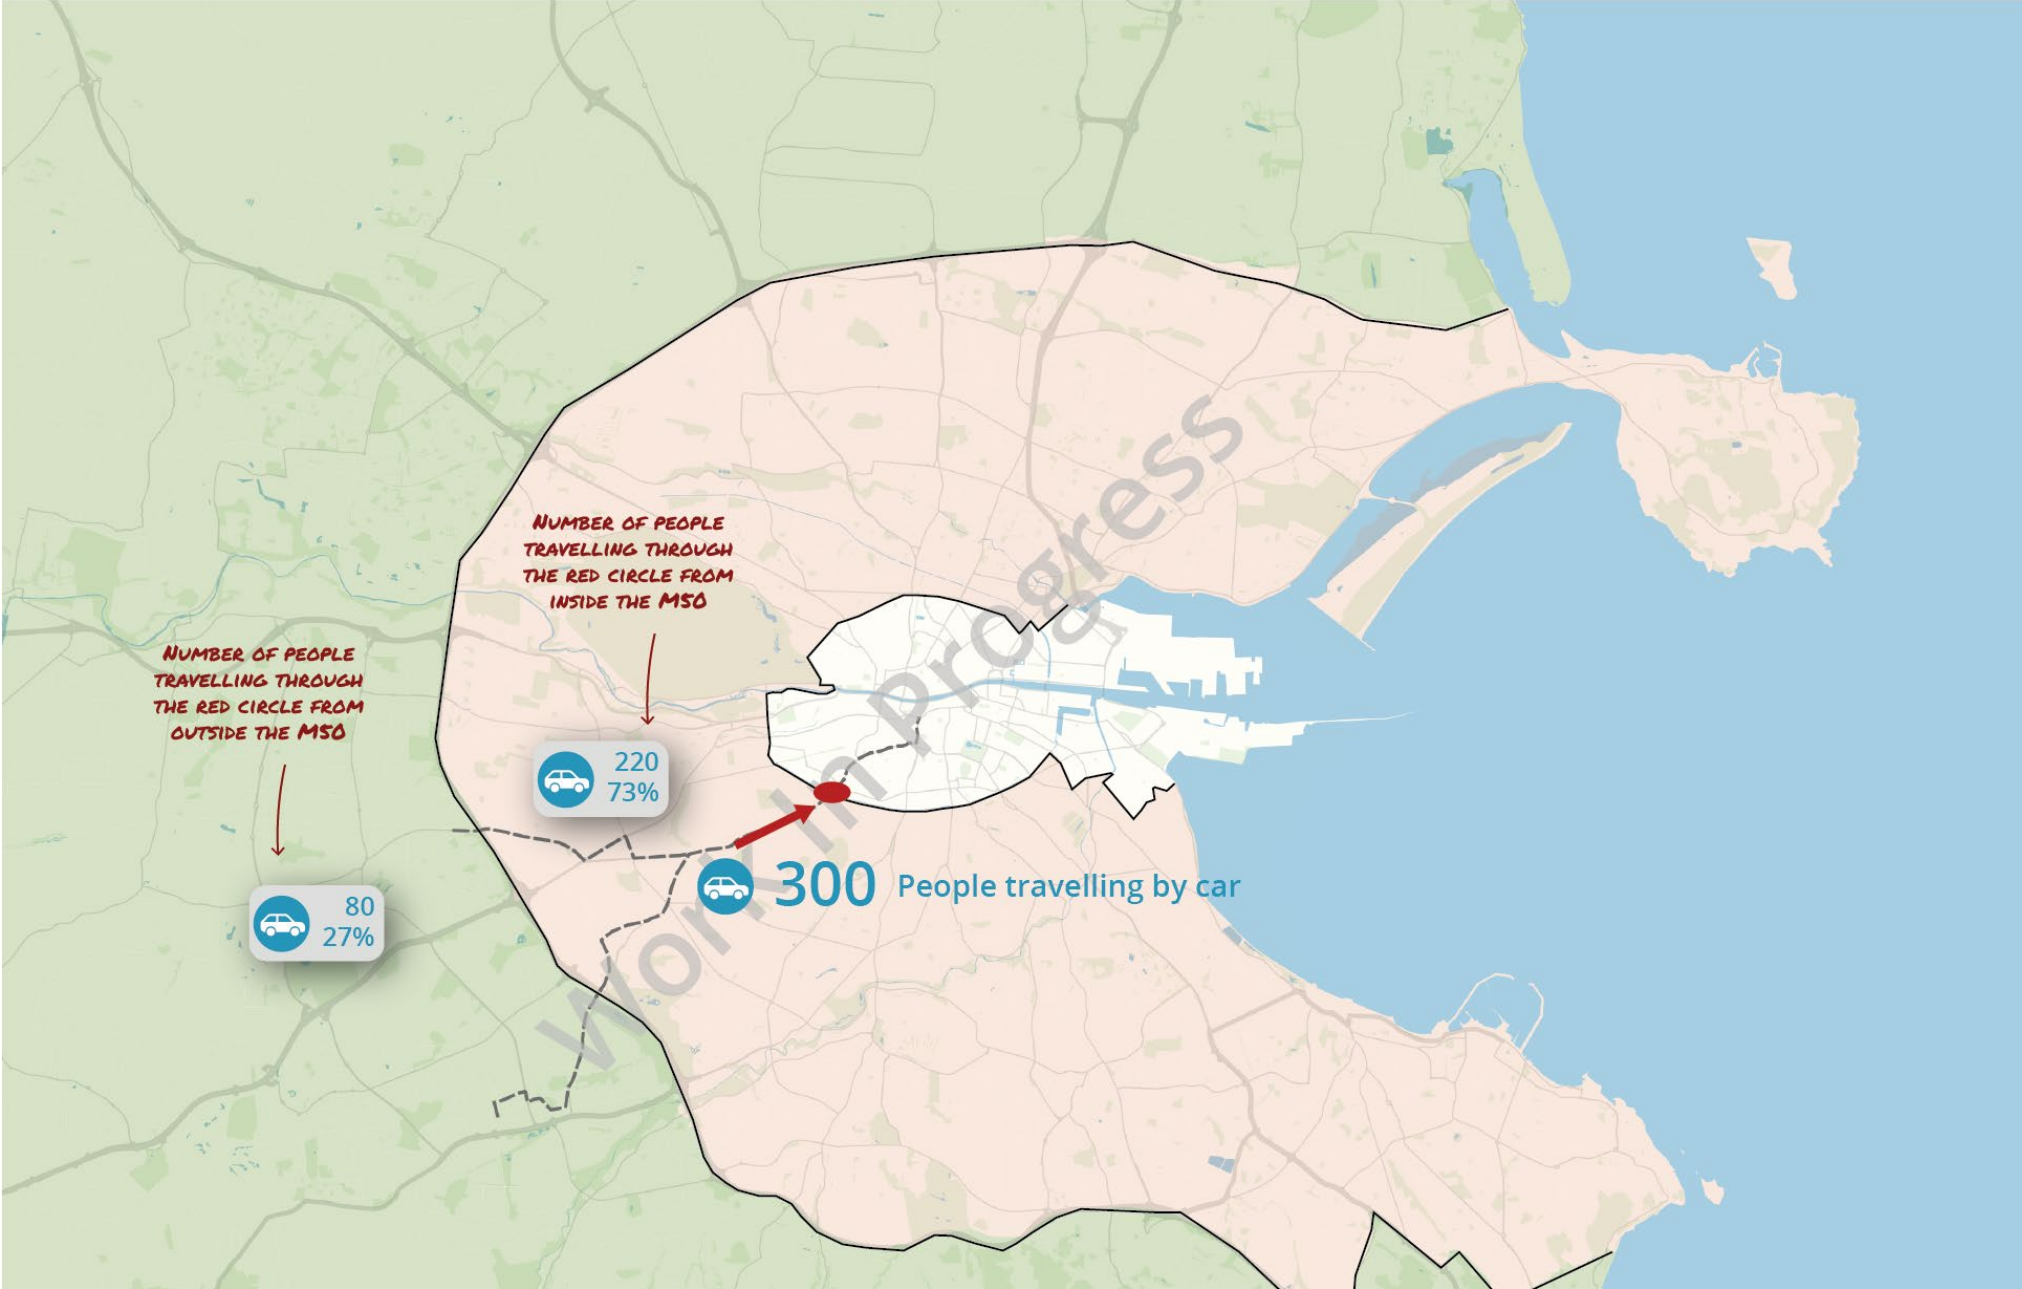 NUMBER OF PEOPLE
TRAVELLING THROUGH
THE RED CIRCLE FROM
INSIDE THE M50
NUMBER OF PEOPLE
TRAVELLING THROUGH
THE RED CIRCLE FROM
OUTSIDE THE M50
220
73%
80
27%
300 People travelling by car
Work In Progress